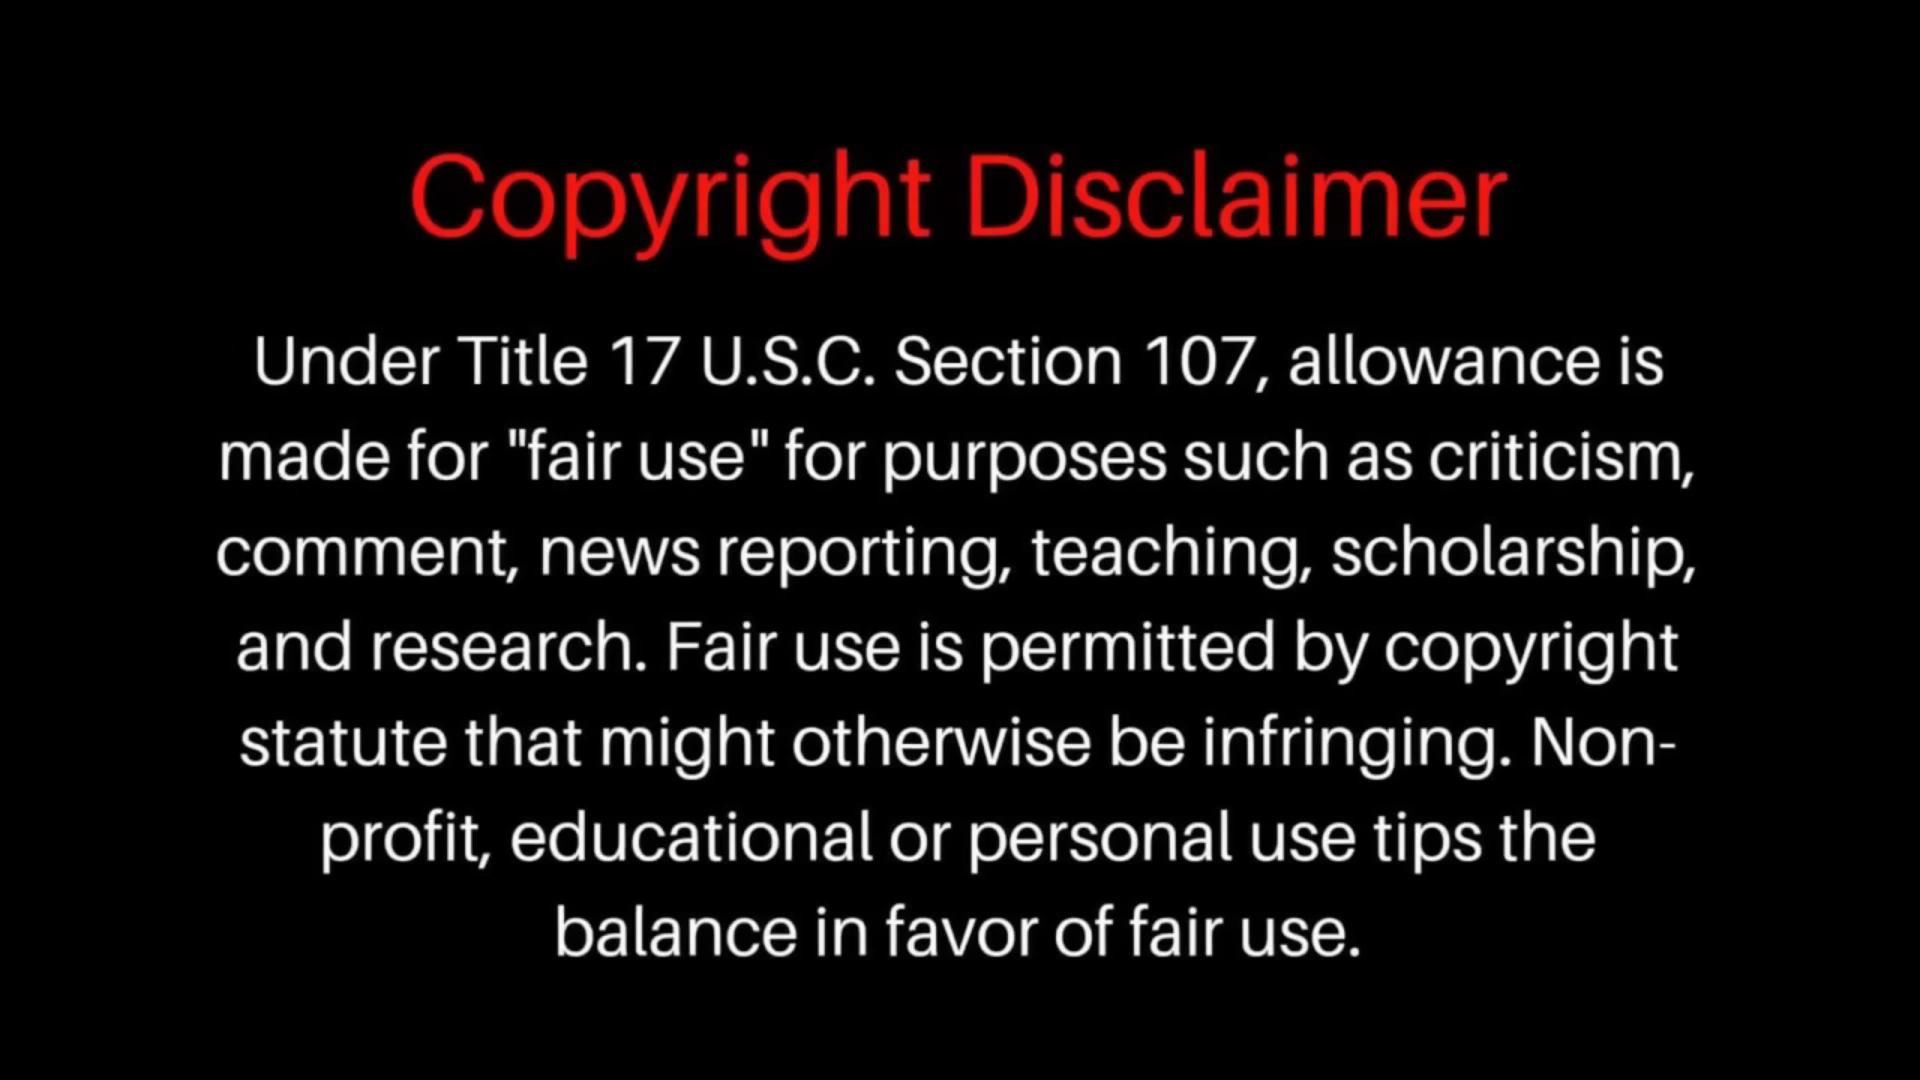 Copyright Disclaimer
Under Title 17 U.S.C. Section 107, allowance is
made for "fair use" for purposes such as criticism,
comment, news reporting, teaching, scholarship,
and research. Fair use is permitted by copyright
statute that might otherwise be infringing. Non-
profit, educational or personal use tips the
balance in favor of fair use.